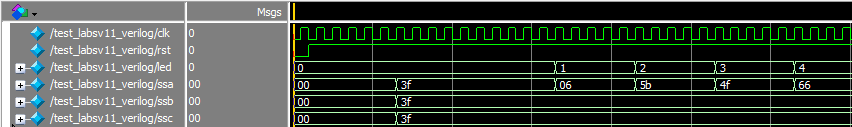 Msgs
/test_labsv11_verilog/clk 0
/test_labsv11_verilog/rst 0
/test_labsv11_verilog/led 0 0 1 2 3 4
/test_labsv11_verilog/ssa 00 00 3f 06 5b 4f 66
/test_labsv11_verilog/ssb 00 00 3f
/test_labsv11_verilog/ssc 00 00 3f